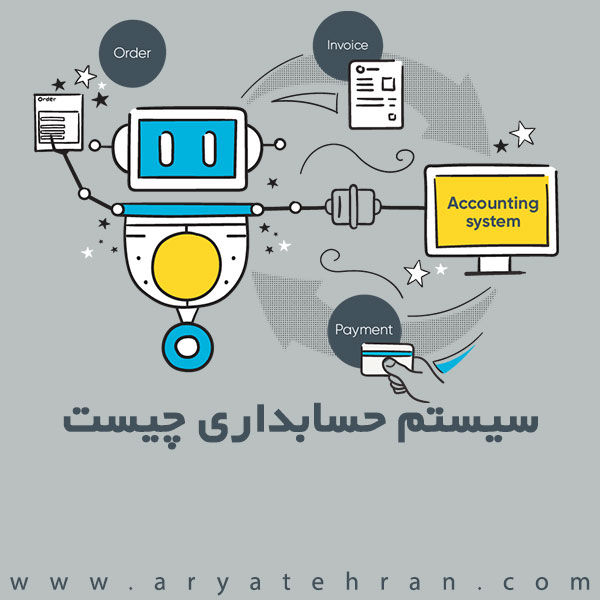 Order
Invoice
Order
Accounting
system
Payment
سیستم حسابداری چیست
www.aryatehran.com